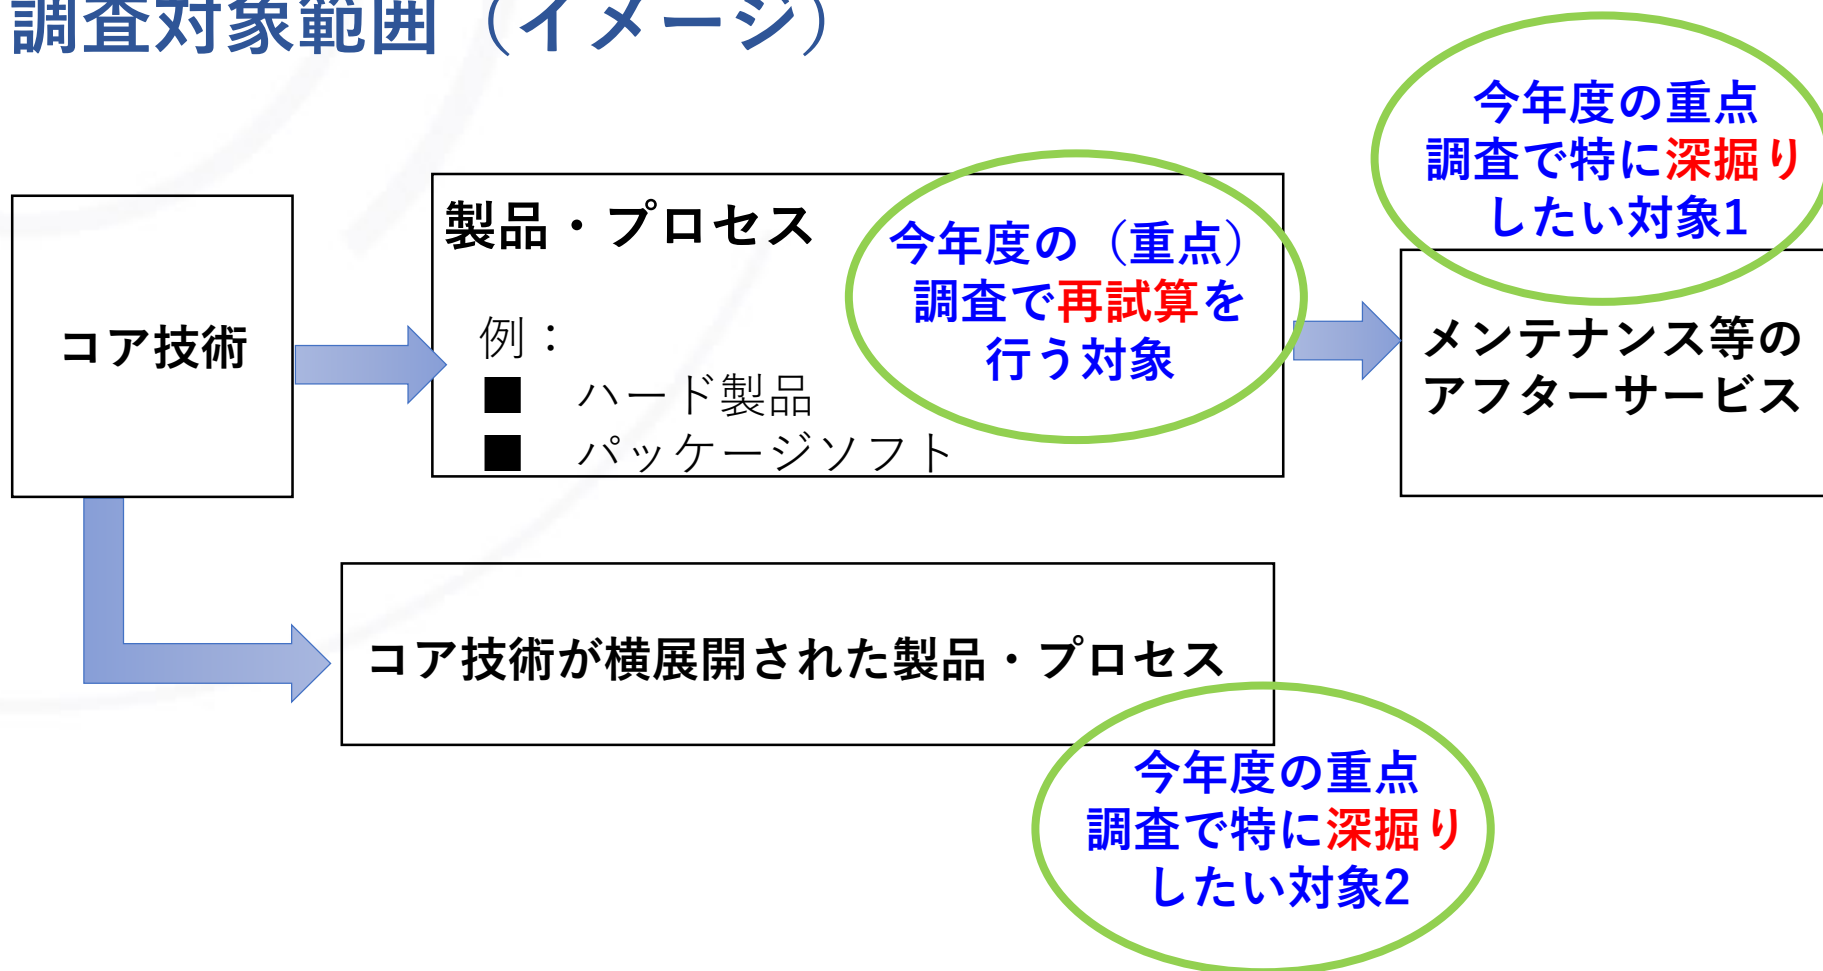 調査対象範囲（イメージ）
今年度の重点
調査で特に深掘り
したい対象1
製品・プロセス
今年度の（重点）
調査で再試算を
行う対象
例：
■ ハード製品
■ パッケージソフト
コア技術
メンテナンス等の
アフターサービス
コア技術が横展開された製品・プロセス
今年度の重点
調査で特に深掘り
したい対象2